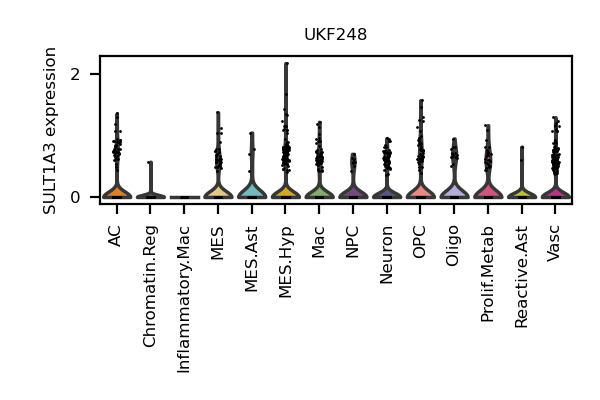 UKF248
SULT1A3 expression
2
0
AC
Chromatin.Reg
Inflammatory.Mac
MES
MES.Ast
MES.Hyp
Mac
NPC
Neuron
OPC
Oligo
Prolif.Metab
Reactive.Ast
Vasc